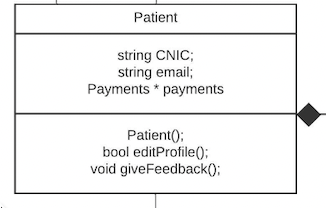 Patient
string CNIC;
string email;
Payments * payments
Patient();
bool editProfile();
void giveFeedback();